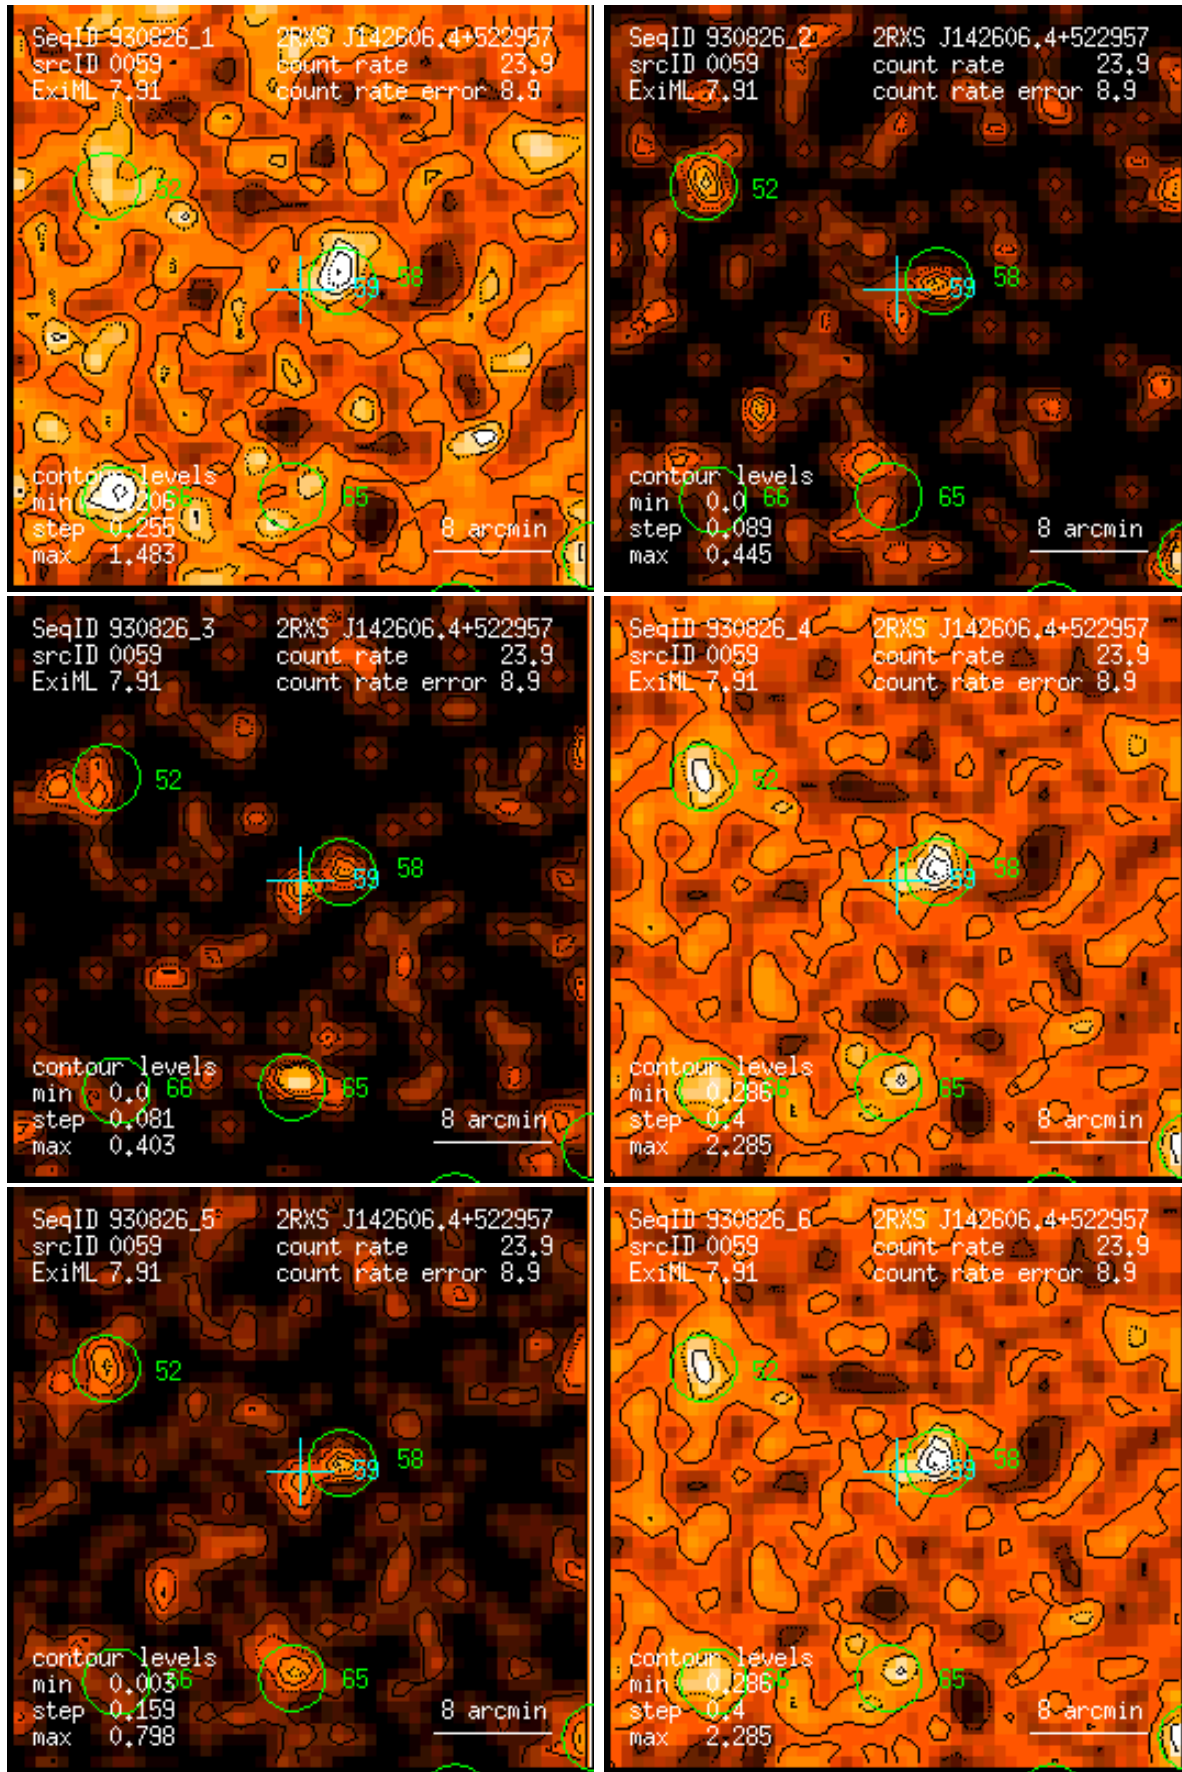 SeqID 930826_1 2RXS J142606.4+522957
srcID 0059 count rate 23.9
ExiML 7.91 count rate error 8.9
52
58
59
contour levels
min 0.206 66 65
step 0.255 8 arcmin
max 1.483
SeqID 930826_2 2RXS J142606.4+522957
srcID 0059 count rate 23.9
ExiML 7.91 count rate error 8.9
52
58
59
contour levels
min 0.0 66 65
step 0.089 8 arcmin
max 0.445
SeqID 930826_3 2RXS J142606.4+522957
srcID 0059 count rate 23.9
ExiML 7.91 count rate error 8.9
52
58
59
contour levels
min 0.0 66 65
step 0.081 8 arcmin
max 0.403
SeqID 930826_4 2RXS J142606.4+522957
srcID 0059 count rate 23.9
ExiML 7.91 count rate error 8.9
52
58
59
contour levels
min 0.286 66 65
step 0.4 8 arcmin
max 2.285
SeqID 930826_5 2RXS J142606.4+522957
srcID 0059 count rate 23.9
ExiML 7.91 count rate error 8.9
52
58
59
contour levels
min 0.003 66 65
step 0.159 8 arcmin
max 0.798
SeqID 930826_6 2RXS J142606.4+522957
srcID 0059 count rate 23.9
ExiML 7.91 count rate error 8.9
52
58
59
contour levels
min 0.286 66 65
step 0.4 8 arcmin
max 2.285